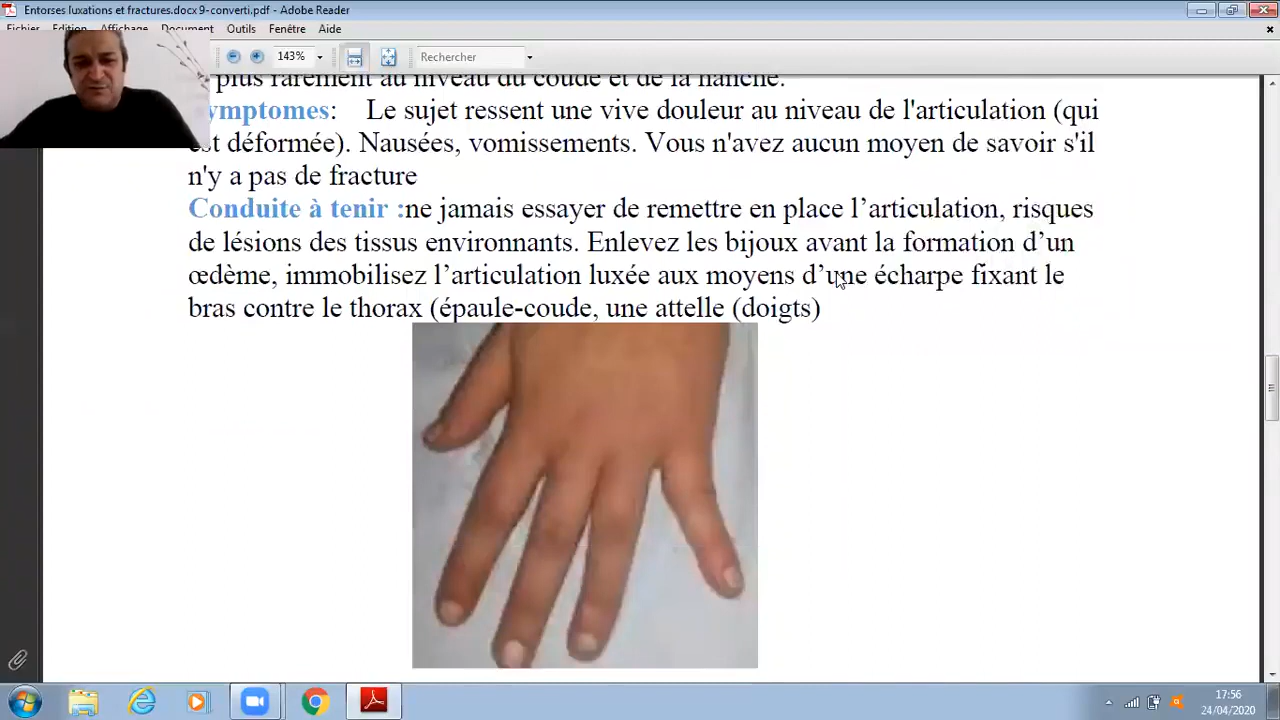 Entorses luxations et fractures.docx 9-converti.pdf - Adobe Reader
Fichier Edition Affichage Document Outils Fenêtre Aide
143% Rechercher
plus rarement au niveau du coude et de la hanche.
ymptomes: Le sujet ressent une vive douleur au niveau de l'articulation (qui
est déformée). Nausées, vomissements. Vous n'avez aucun moyen de savoir s'il
n'y a pas de fracture
Conduite à tenir :ne jamais essayer de remettre en place l’articulation, risques
de lésions des tissus environnants. Enlevez les bijoux avant la formation d’un
œdème, immobilisez l’articulation luxée aux moyens d’une écharpe fixant le
bras contre le thorax (épaule-coude, une attelle (doigts)
17:56
24/04/2020